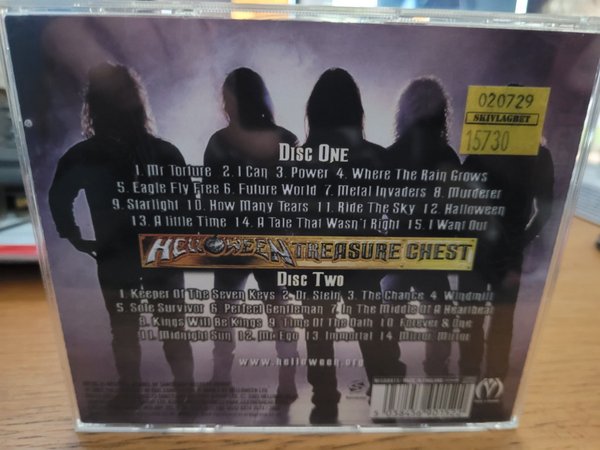 020729
SKIVLAGRET
15730
DISC ONE
1. Mr Torture 2. I Can 3. Power 4. Where The Rain Grows
5. Eagle Fly Free 6. Future World 7. Metal Invaders 8. Murderer
9. Starlight 10. How Many Tears 11. Ride The Sky 12. Halloween
13. A Little Time 14. A Tale That Wasn't Right 15. I Want Out
HELLOWEEN TREASURE CHEST
DISC TWO
1. Keeper Of The Seven Keys 2. Dr. Stein 3. The Chance 4. Windmill
5. Sole Survivor 6. Perfect Gentleman 7. In The Middle Of A Heartbeat
8. Kings Will Be Kings 9. Time Of The Oath 10. Forever & One
11. Midnight Sun 12. Mr Ego 13. Immortal 14. Mirror Mirror
www.helloween.org